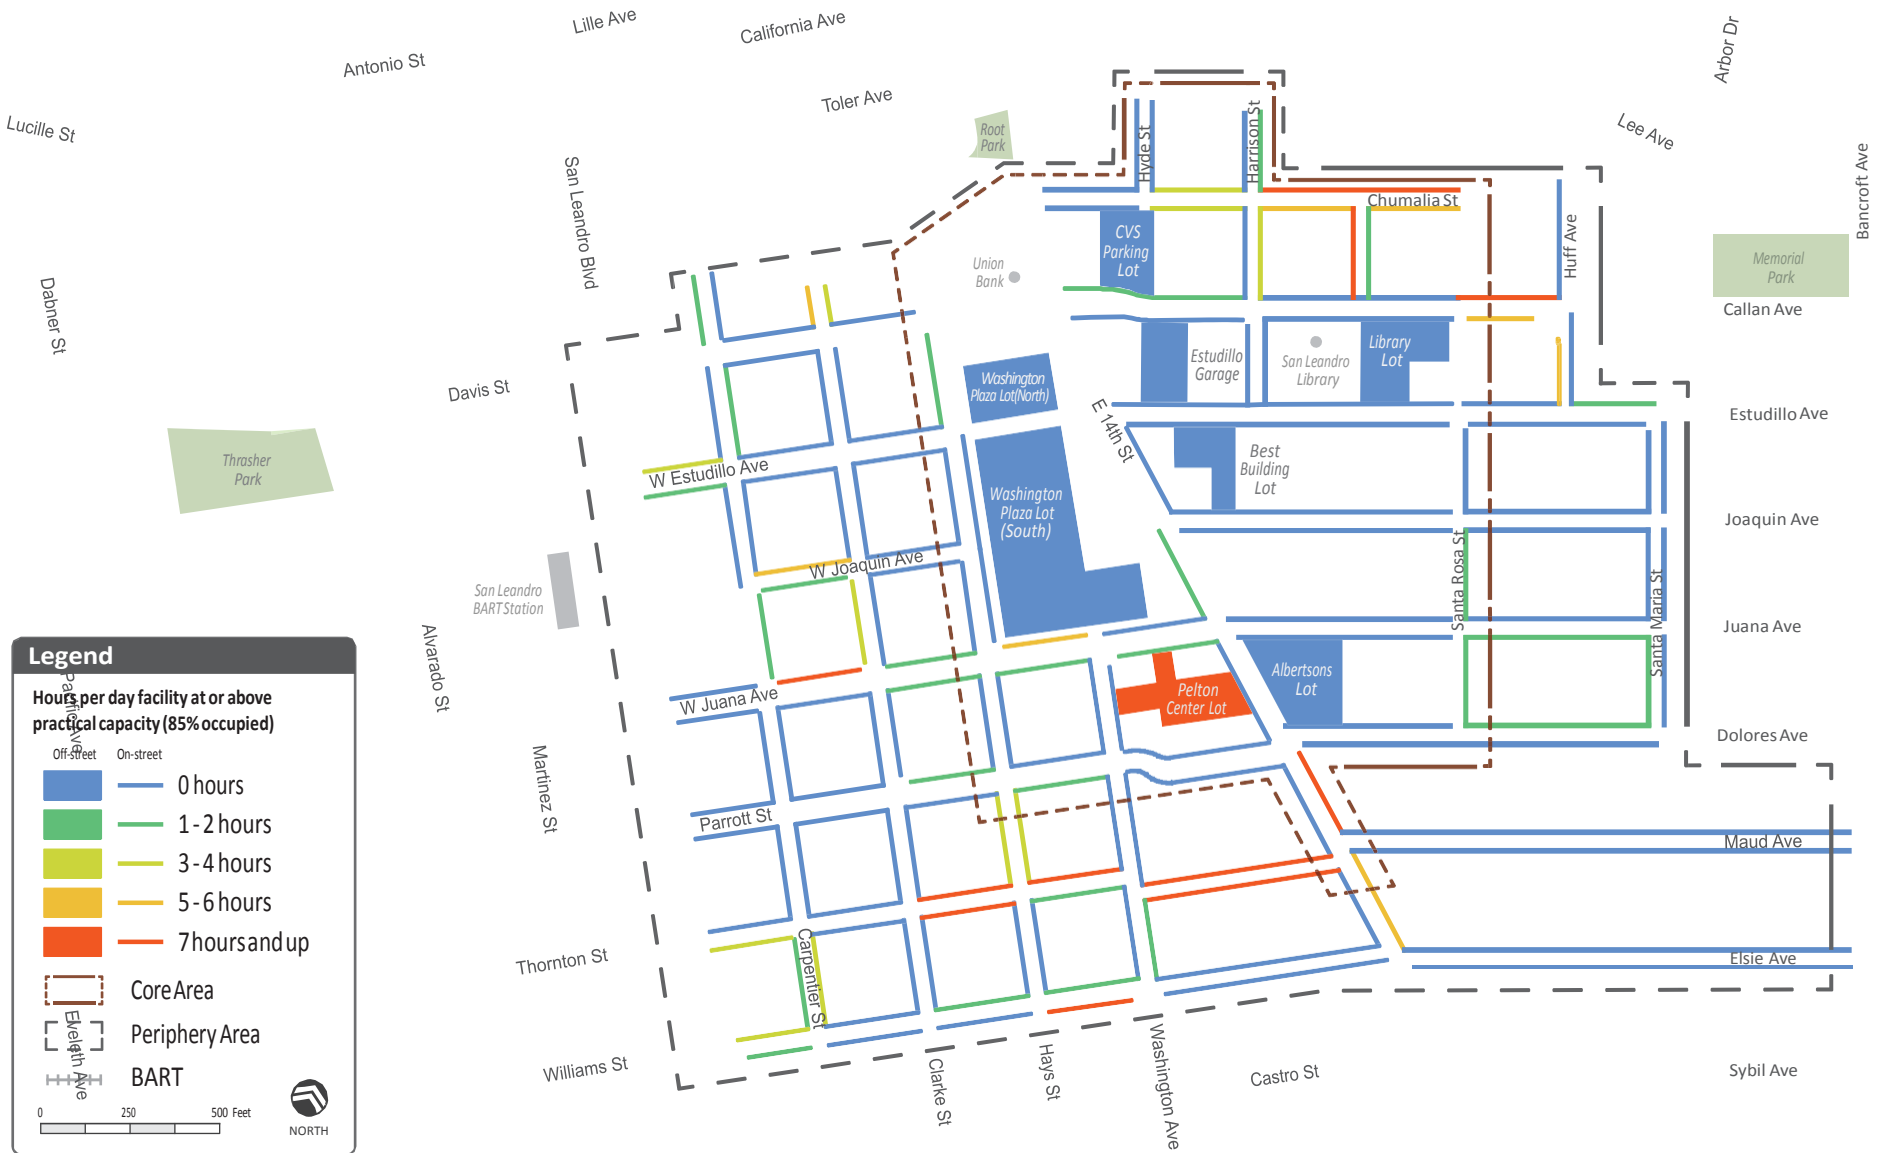 Lille Ave
California Ave
Antonio St
Toler Ave
Lucille St
Arbor Dr
Lee Ave
Bancroft Ave
Root
Park
San Leandro Blvd
Hyde St
Harrison St
Chumalia St
Huff Ave
CVS
Parking
Lot
Union
Bank
Memorial
Park
Callan Ave
Dabner St
Davis St
Washington
Plaza Lot(North)
Estudillo
Garage
San Leandro
Library
Library
Lot
Estudillo Ave
E 14th St
Thrasher
Park
W Estudillo Ave
Best
Building
Lot
Washington
Plaza Lot
(South)
Joaquin Ave
W Joaquin Ave
San Leandro
BART Station
Santa Rosa St
Santa Maria St
Juana Ave
Alvarado St
W Juana Ave
Pelton
Center Lot
Albertsons
Lot
Dolores Ave
Martinez St
Parrott St
Maud Ave
Thornton St
Carpentier St
Elsie Ave
Williams St
Clarke St
Hays St
Washington Ave
Castro St
Sybil Ave
Legend
Pacific Ave
Hours per day facility at or above
practical capacity (85% occupied)
Off-street
On-street
0 hours
1 - 2 hours
3 - 4 hours
5 - 6 hours
7 hours and up
Core Area
Periphery Area
Eveleth Ave
BART
0 250 500 Feet
NORTH